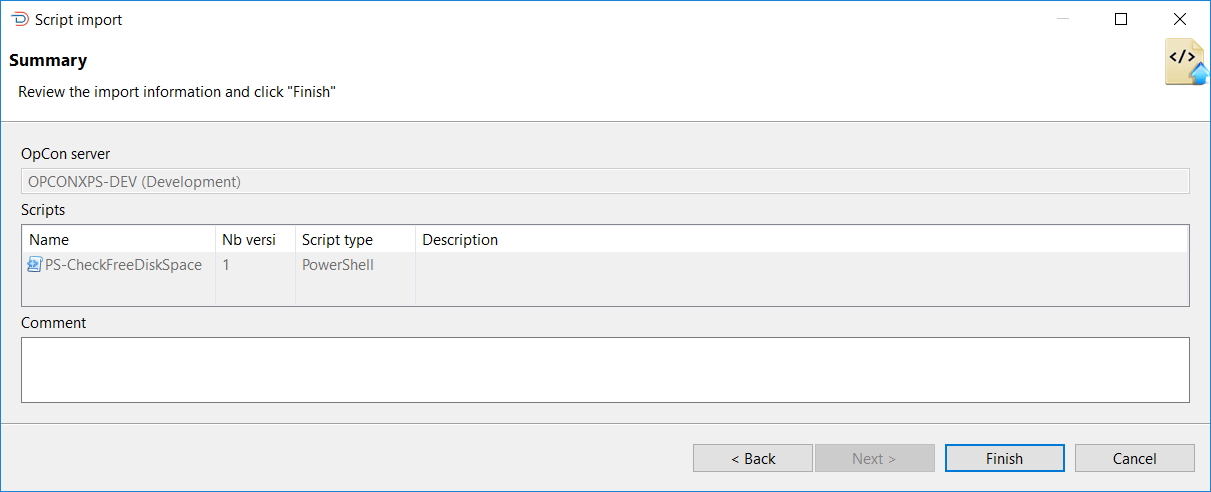 Script import
Summary
Review the import information and click "Finish"
</>
OpCon server
OPCONXPS-DEV (Development)
Scripts
Name Nb versi Script type Description
PS-CheckFreeDiskSpace 1 PowerShell
Comment
< Back Next > Finish Cancel